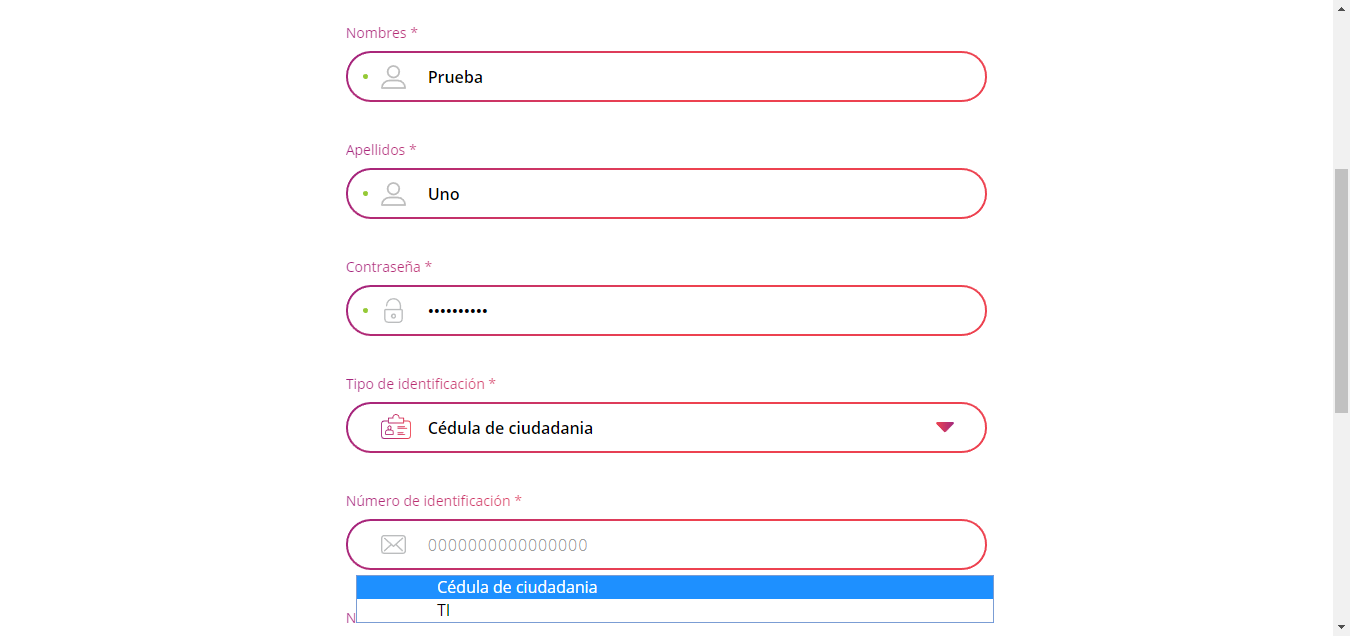 Nombres *
Prueba
Apellidos *
Uno
Contraseña *
••••••••••
Tipo de identificación *
Cédula de ciudadania
Número de identificación *
0000000000000000
Cédula de ciudadania
TI
N